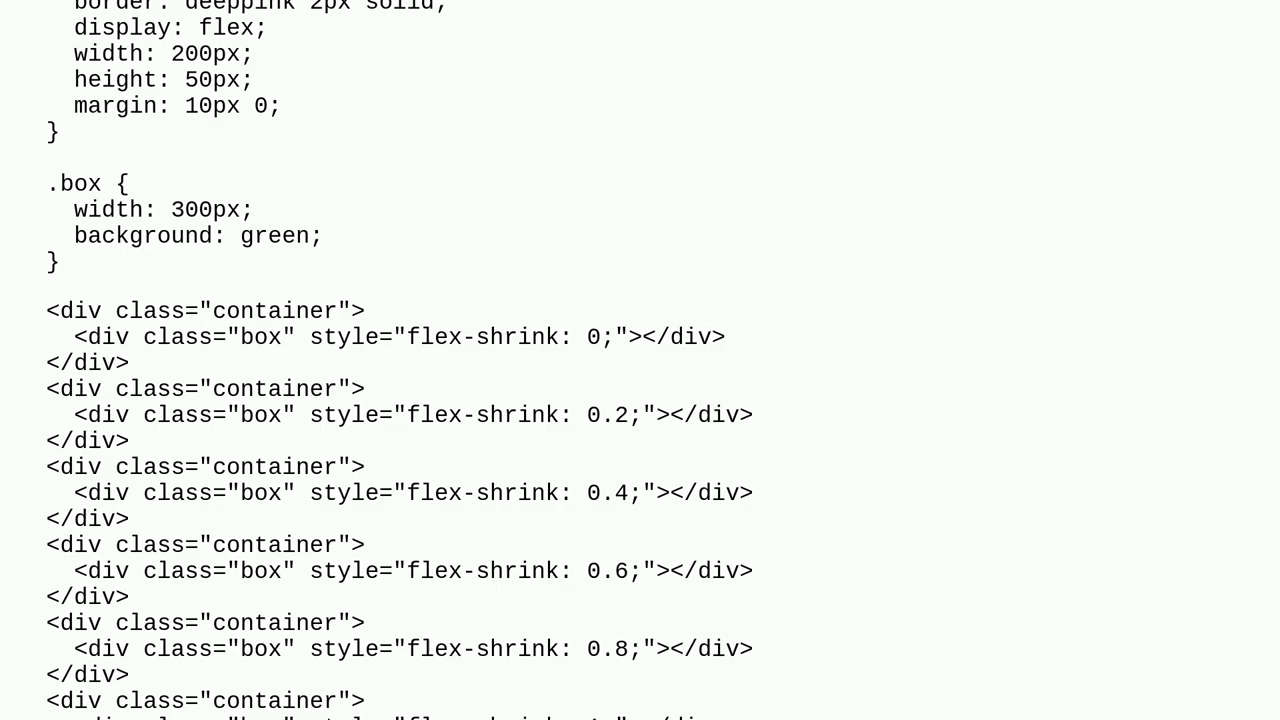 border: deeppink 2px solid;
display: flex;
width: 200px;
height: 50px;
margin: 10px 0;
}
.box {
width: 300px;
background: green;
}
<div class="container">
<div class="box" style="flex-shrink: 0;"></div>
</div>
<div class="container">
<div class="box" style="flex-shrink: 0.2;"></div>
</div>
<div class="container">
<div class="box" style="flex-shrink: 0.4;"></div>
</div>
<div class="container">
<div class="box" style="flex-shrink: 0.6;"></div>
</div>
<div class="container">
<div class="box" style="flex-shrink: 0.8;"></div>
</div>
<div class="container">